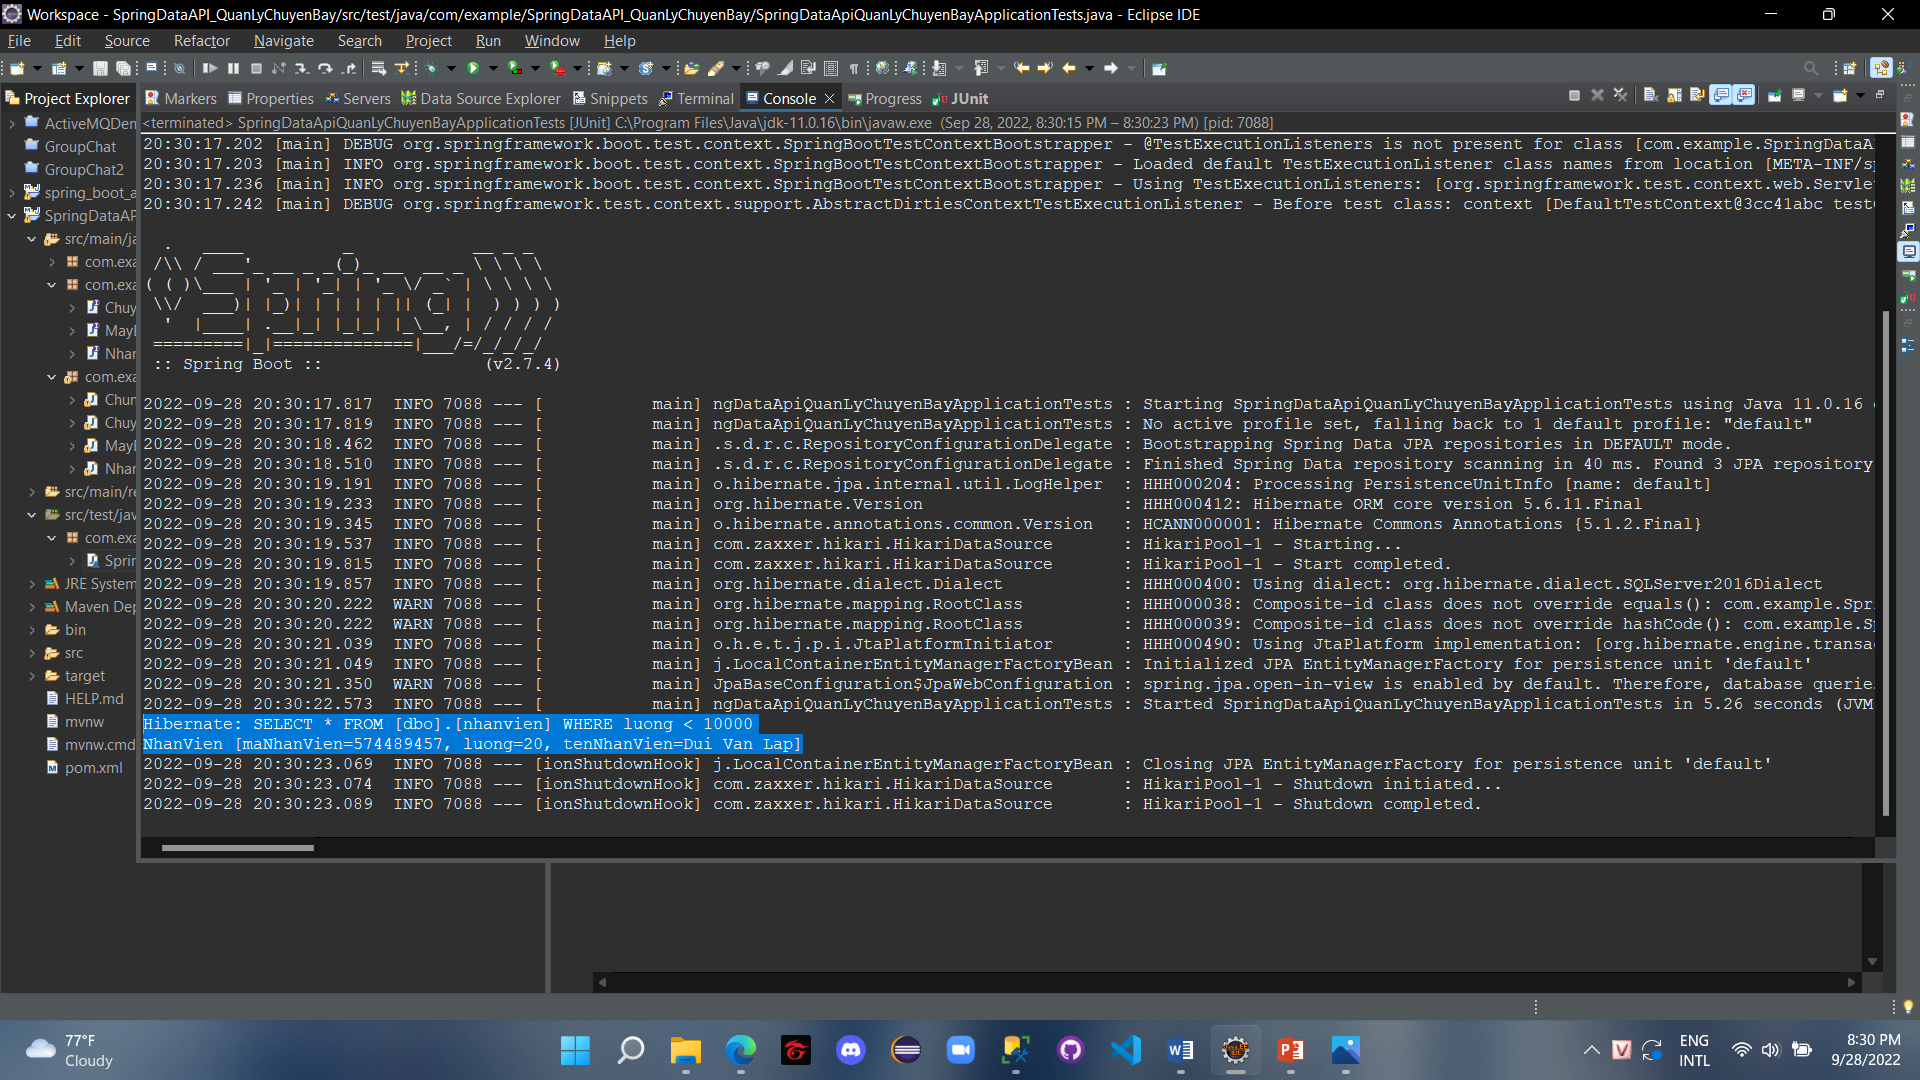 Workspace - SpringDataAPI_QuanLyChuyenBay/src/test/java/com/example/SpringDataAPI_QuanLyChuyenBay/SpringDataApiQuanLyChuyenBayApplicationTests.java - Eclipse IDE
File Edit Source Refactor Navigate Search Project Run Window Help
Project Explorer
Markers Properties Servers Data Source Explorer Snippets Terminal Console Progress JUnit
ActiveMQDen
GroupChat
GroupChat2
spring_boot_a
SpringDataAP
src/main/ja
com.exa
com.exa
Chuy
MayB
Nhar
com.exa
Chun
Chuy
MayB
Nhar
src/main/re
src/test/jav
com.exa
Sprir
JRE System
Maven Dep
bin
src
target
HELP.md
mvnw
mvnw.cmd
pom.xml
<terminated> SpringDataApiQuanLyChuyenBayApplicationTests [JUnit] C:\Program Files\Java\jdk-11.0.16\bin\javaw.exe (Sep 28, 2022, 8:30:15 PM – 8:30:23 PM) [pid: 7088]
20:30:17.202 [main] DEBUG org.springframework.boot.test.context.SpringBootTestContextBootstrapper - @TestExecutionListeners is not present for class [com.example.SpringDataA
20:30:17.203 [main] INFO org.springframework.boot.test.context.SpringBootTestContextBootstrapper - Loaded default TestExecutionListener class names from location [META-INF/sp
20:30:17.236 [main] INFO org.springframework.boot.test.context.SpringBootTestContextBootstrapper - Using TestExecutionListeners: [org.springframework.test.context.web.Servle
20:30:17.242 [main] DEBUG org.springframework.test.context.support.AbstractDirtiesContextTestExecutionListener - Before test class: context [DefaultTestContext@3cc41abc test
Spring
:: Spring Boot :: (v2.7.4)
2022-09-28 20:30:17.817 INFO 7088 --- [ main] ngDataApiQuanLyChuyenBayApplicationTests : Starting SpringDataApiQuanLyChuyenBayApplicationTests using Java 11.0.16
2022-09-28 20:30:17.819 INFO 7088 --- [ main] ngDataApiQuanLyChuyenBayApplicationTests : No active profile set, falling back to 1 default profile: "default"
2022-09-28 20:30:18.462 INFO 7088 --- [ main] .s.d.r.c.RepositoryConfigurationDelegate : Bootstrapping Spring Data JPA repositories in DEFAULT mode.
2022-09-28 20:30:18.510 INFO 7088 --- [ main] .s.d.r.c.RepositoryConfigurationDelegate : Finished Spring Data repository scanning in 40 ms. Found 3 JPA repository
2022-09-28 20:30:19.191 INFO 7088 --- [ main] o.hibernate.jpa.internal.util.LogHelper : HHH000204: Processing PersistenceUnitInfo [name: default]
2022-09-28 20:30:19.233 INFO 7088 --- [ main] org.hibernate.Version : HHH000412: Hibernate ORM core version 5.6.11.Final
2022-09-28 20:30:19.345 INFO 7088 --- [ main] o.hibernate.annotations.common.Version : HCANN000001: Hibernate Commons Annotations {5.1.2.Final}
2022-09-28 20:30:19.537 INFO 7088 --- [ main] com.zaxxer.hikari.HikariDataSource : HikariPool-1 - Starting...
2022-09-28 20:30:19.815 INFO 7088 --- [ main] com.zaxxer.hikari.HikariDataSource : HikariPool-1 - Start completed.
2022-09-28 20:30:19.857 INFO 7088 --- [ main] org.hibernate.dialect.Dialect : HHH000400: Using dialect: org.hibernate.dialect.SQLServer2016Dialect
2022-09-28 20:30:20.222 WARN 7088 --- [ main] org.hibernate.mapping.RootClass : HHH000038: Composite-id class does not override equals(): com.example.Spr
2022-09-28 20:30:20.222 WARN 7088 --- [ main] org.hibernate.mapping.RootClass : HHH000039: Composite-id class does not override hashCode(): com.example.Sp
2022-09-28 20:30:21.039 INFO 7088 --- [ main] o.h.e.t.j.p.i.JtaPlatformInitiator : HHH000490: Using JtaPlatform implementation: [org.hibernate.engine.transa
2022-09-28 20:30:21.049 INFO 7088 --- [ main] j.LocalContainerEntityManagerFactoryBean : Initialized JPA EntityManagerFactory for persistence unit 'default'
2022-09-28 20:30:21.350 WARN 7088 --- [ main] JpaBaseConfiguration$JpaWebConfiguration : spring.jpa.open-in-view is enabled by default. Therefore, database querie
2022-09-28 20:30:22.573 INFO 7088 --- [ main] ngDataApiQuanLyChuyenBayApplicationTests : Started SpringDataApiQuanLyChuyenBayApplicationTests in 5.26 seconds (JVM
Hibernate: SELECT * FROM [dbo].[nhanvien] WHERE luong < 10000
NhanVien [maNhanVien=574489457, luong=20, tenNhanVien=Dui Van Lap]
2022-09-28 20:30:23.069 INFO 7088 --- [ionShutdownHook] j.LocalContainerEntityManagerFactoryBean : Closing JPA EntityManagerFactory for persistence unit 'default'
2022-09-28 20:30:23.074 INFO 7088 --- [ionShutdownHook] com.zaxxer.hikari.HikariDataSource : HikariPool-1 - Shutdown initiated...
2022-09-28 20:30:23.089 INFO 7088 --- [ionShutdownHook] com.zaxxer.hikari.HikariDataSource : HikariPool-1 - Shutdown completed.
77°F
Cloudy
ENG
INTL
8:30 PM
9/28/2022